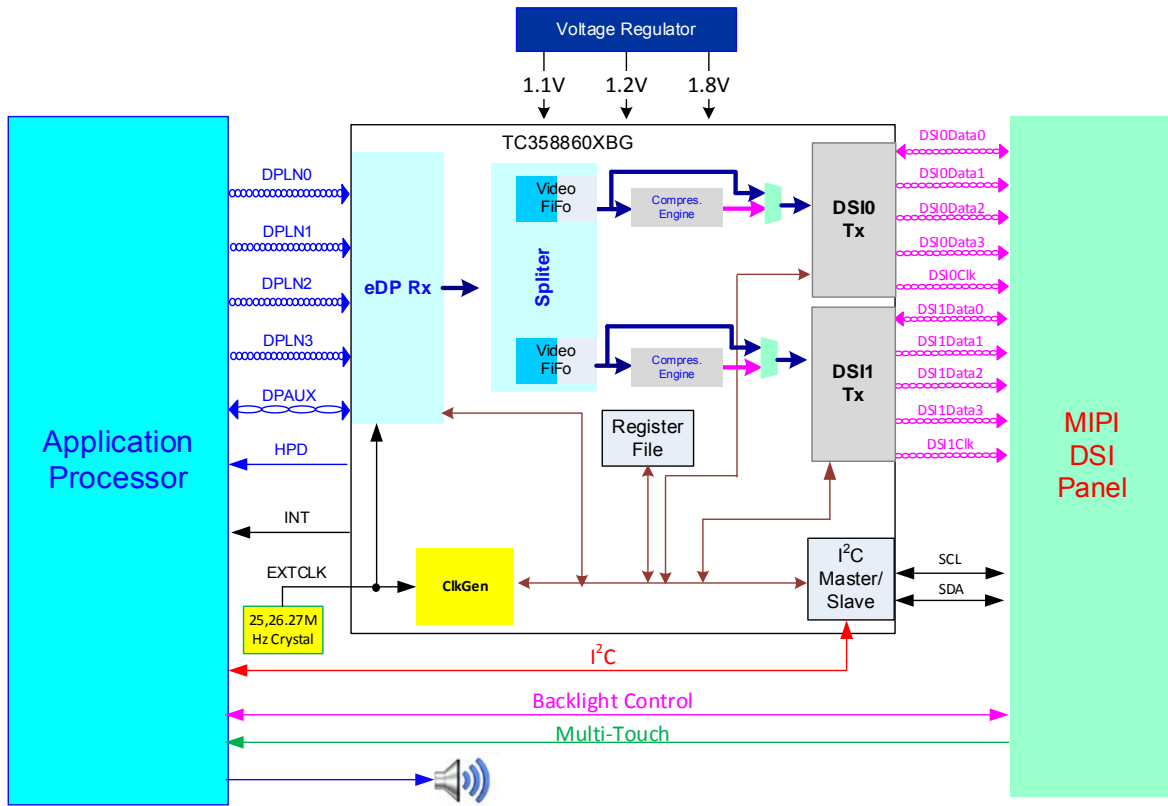 Voltage Regulator
1.1V
1.2V
1.8V
TC358860XBG
DPLN0
DPLN1
DPLN2
DPLN3
DPAUX
HPD
INT
EXTCLK
25,26.27M
Hz Crystal
Application
Processor
eDP Rx
Spliter
Video
FiFo
Compres.
Engine
Video
FiFo
Compres.
Engine
DSI0
Tx
DSI1
Tx
Register
File
ClkGen
I²C
Master/
Slave
DSI0Data0
DSI0Data1
DSI0Data2
DSI0Data3
DSI0Clk
DSI1Data0
DSI1Data1
DSI1Data2
DSI1Data3
DSI1Clk
SCL
SDA
MIPI
DSI
Panel
I²C
Backlight Control
Multi-Touch